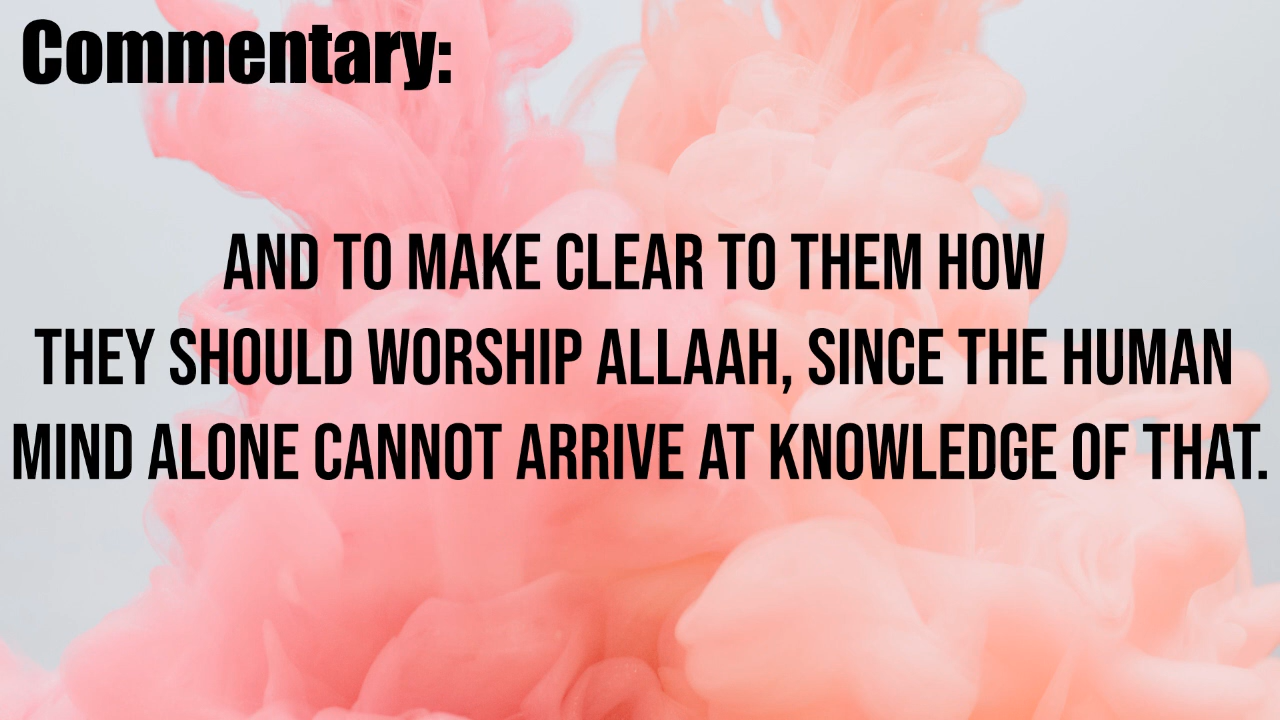 Commentary:
AND TO MAKE CLEAR TO THEM HOW
THEY SHOULD WORSHIP ALLAAH, SINCE THE HUMAN
MIND ALONE CANNOT ARRIVE AT KNOWLEDGE OF THAT.